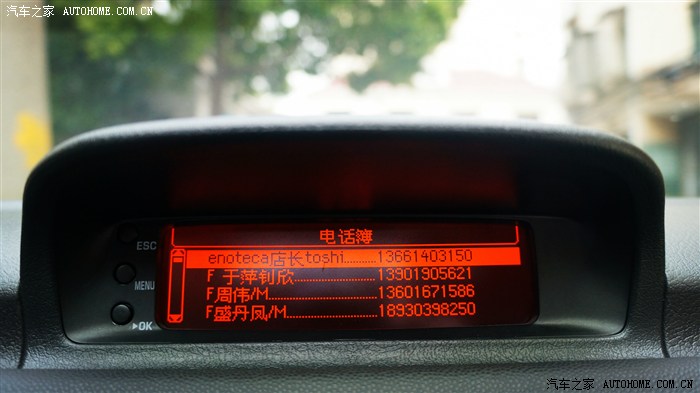 汽车之家 AUTOHOME.COM.CN
电话簿
ESC
enoteca店长toshi..........13661403150
MENU
F 于萍钊欣..........................13901905621
F周伟/M................................13601671586
▶OK
F盛丹凤/M...........................18930398250
汽车之家 AUTOHOME.COM.CN